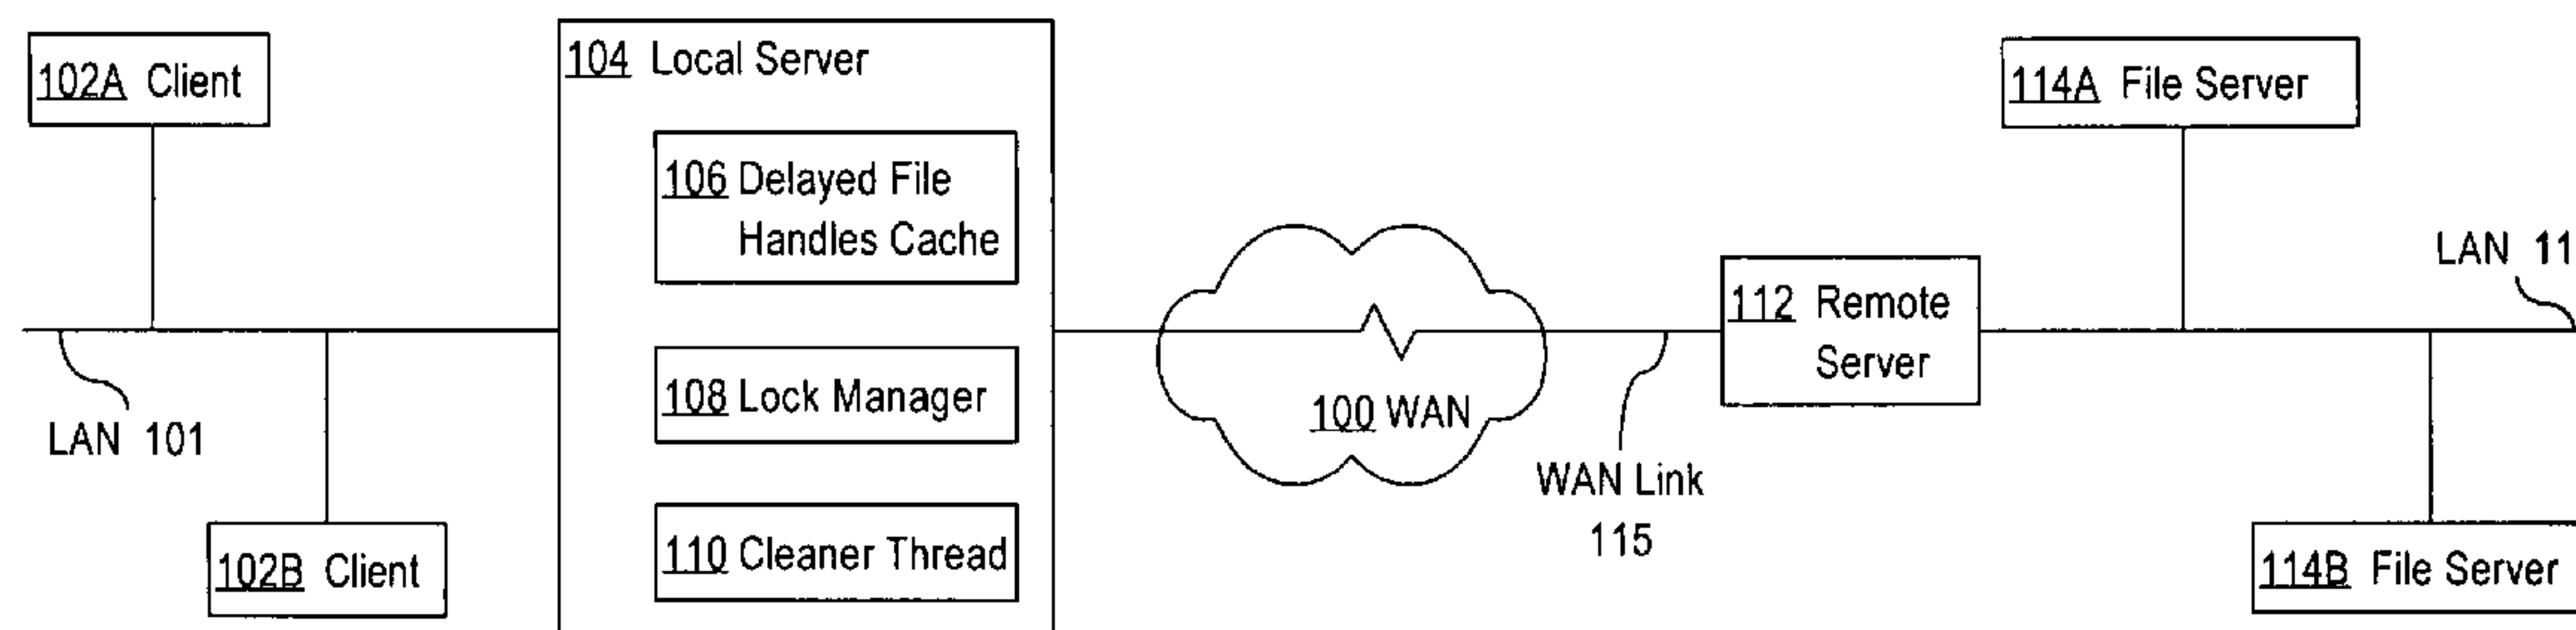 102A Client
104 Local Server
114A File Server
106 Delayed File
Handles Cache
LAN 11
112 Remote
Server
108 Lock Manager
100 WAN
LAN 101
WAN Link
115
110 Cleaner Thread
102B Client
114B File Server